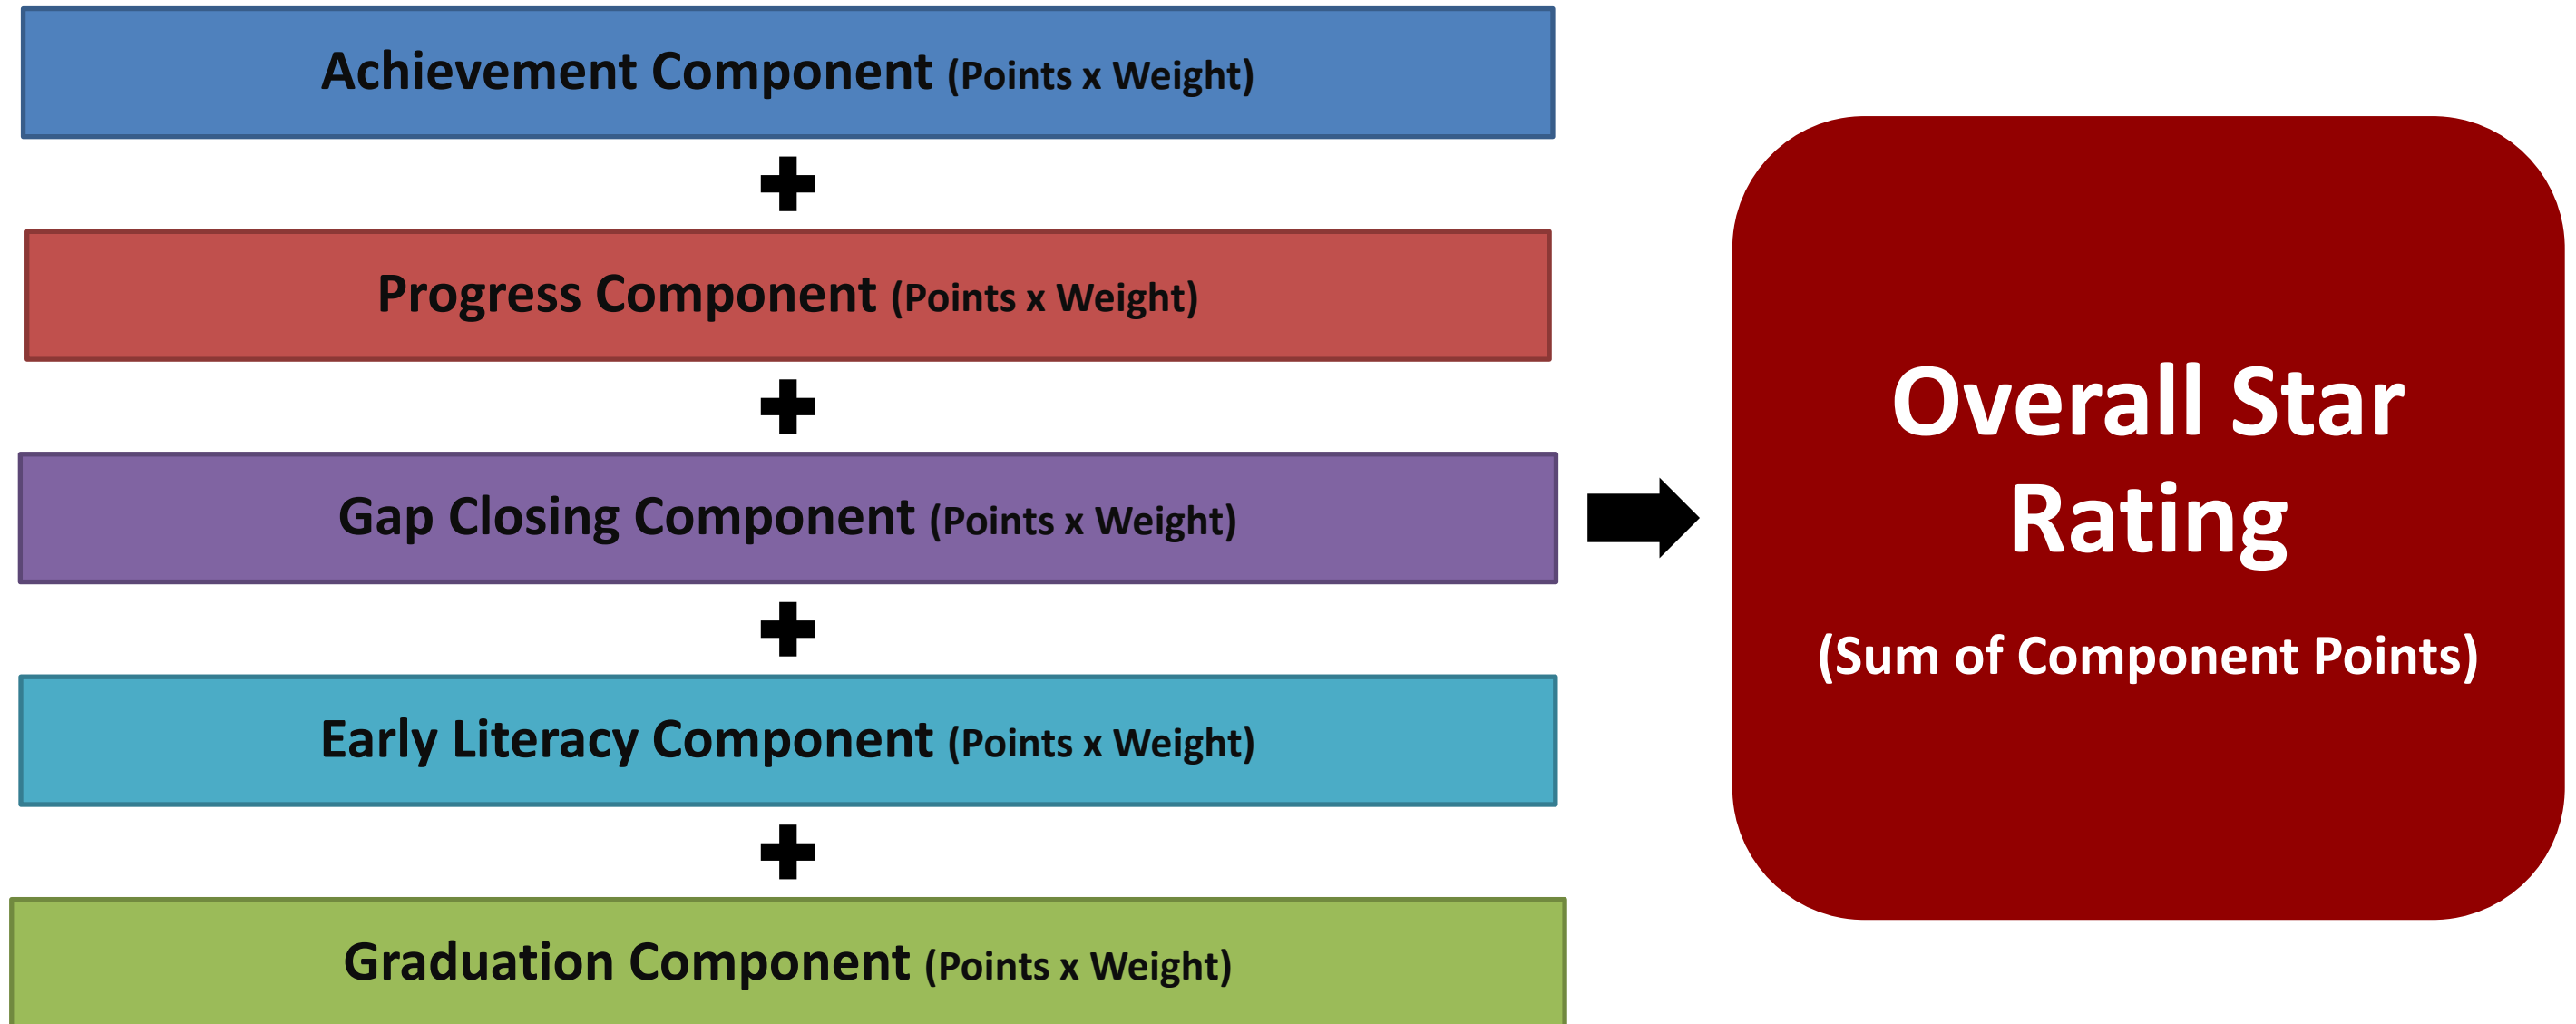 Achievement Component (Points x Weight)
Progress Component (Points x Weight)
Gap Closing Component (Points x Weight)
Early Literacy Component (Points x Weight)
Graduation Component (Points x Weight)
Overall Star
Rating
(Sum of Component Points)